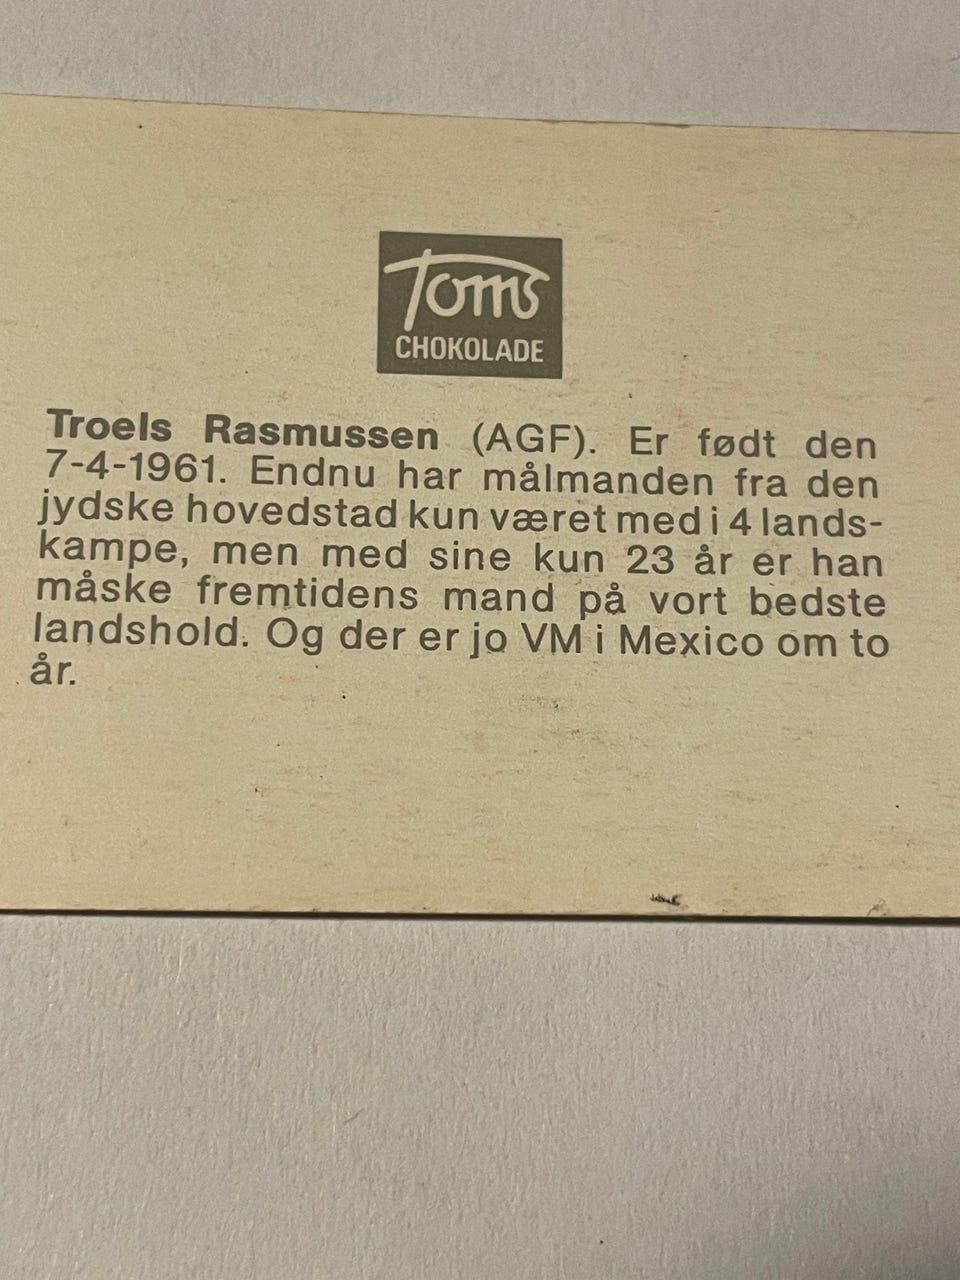 Toms
CHOKOLADE
Troels Rasmussen (AGF). Er født den
7-4-1961. Endnu har målmanden fra den
jydske hovedstad kun været med i 4 lands-
kampe, men med sine kun 23 år er han
måske fremtidens mand på vort bedste
landshold. Og der er jo VM i Mexico om to
år.